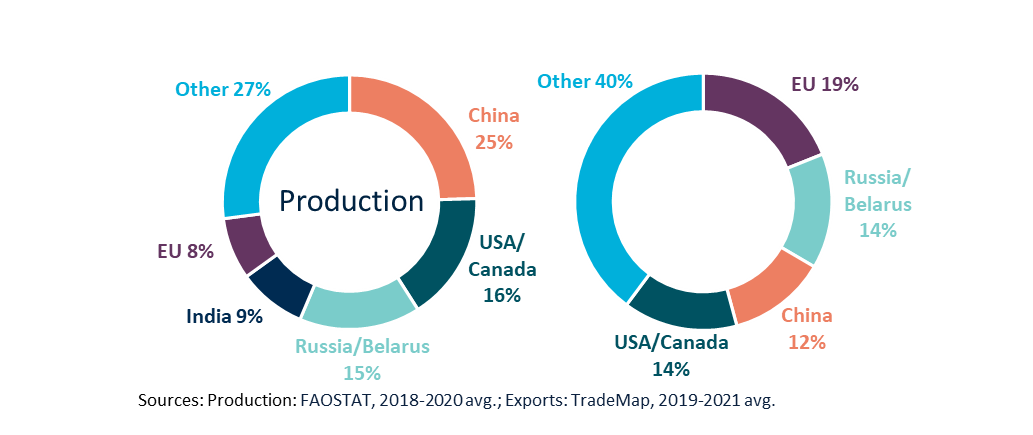 Other 27%
China
25%
Production
USA/
Canada
16%
EU 8%
India 9%
Russia/Belarus
15%
Other 40%
EU 19%
Russia/
Belarus
14%
China
12%
USA/Canada
14%
Sources: Production: FAOSTAT, 2018-2020 avg.; Exports: TradeMap, 2019-2021 avg.